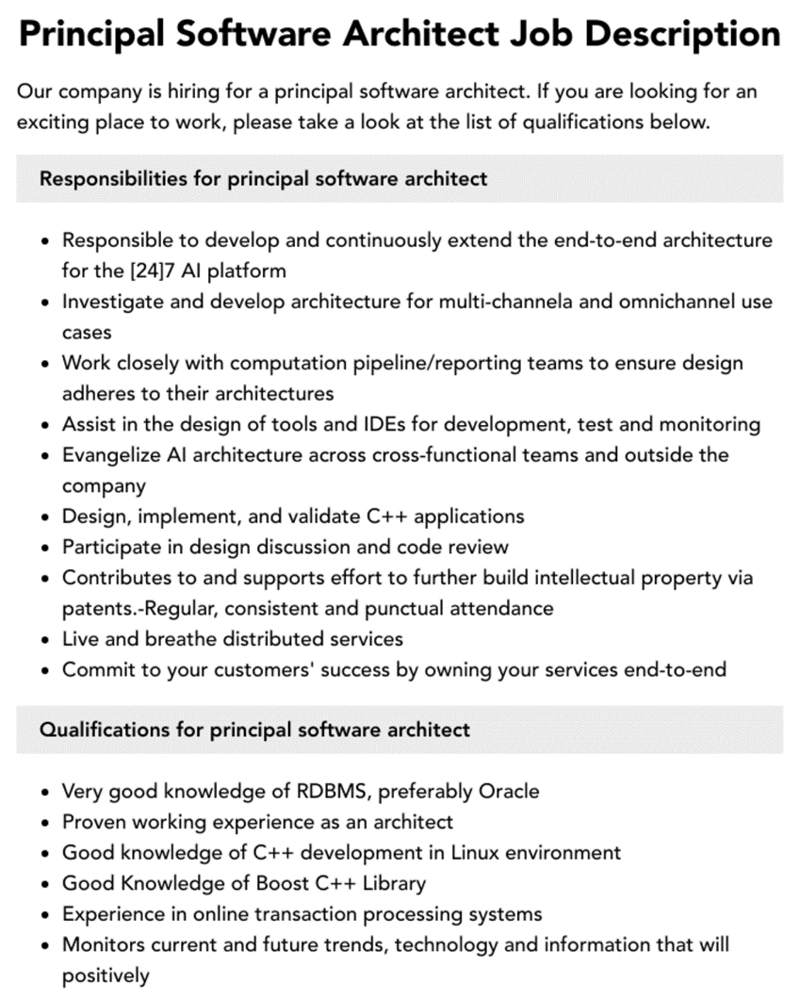 Principal Software Architect Job Description
Our company is hiring for a principal software architect. If you are looking for an
exciting place to work, please take a look at the list of qualifications below.
Responsibilities for principal software architect
• Responsible to develop and continuously extend the end-to-end architecture
for the [24]7 AI platform
• Investigate and develop architecture for multi-channela and omnichannel use
cases
• Work closely with computation pipeline/reporting teams to ensure design
adheres to their architectures
• Assist in the design of tools and IDEs for development, test and monitoring
• Evangelize AI architecture across cross-functional teams and outside the
company
• Design, implement, and validate C++ applications
• Participate in design discussion and code review
• Contributes to and supports effort to further build intellectual property via
patents.-Regular, consistent and punctual attendance
• Live and breathe distributed services
• Commit to your customers' success by owning your services end-to-end
Qualifications for principal software architect
• Very good knowledge of RDBMS, preferably Oracle
• Proven working experience as an architect
• Good knowledge of C++ development in Linux environment
• Good Knowledge of Boost C++ Library
• Experience in online transaction processing systems
• Monitors current and future trends, technology and information that will
positively